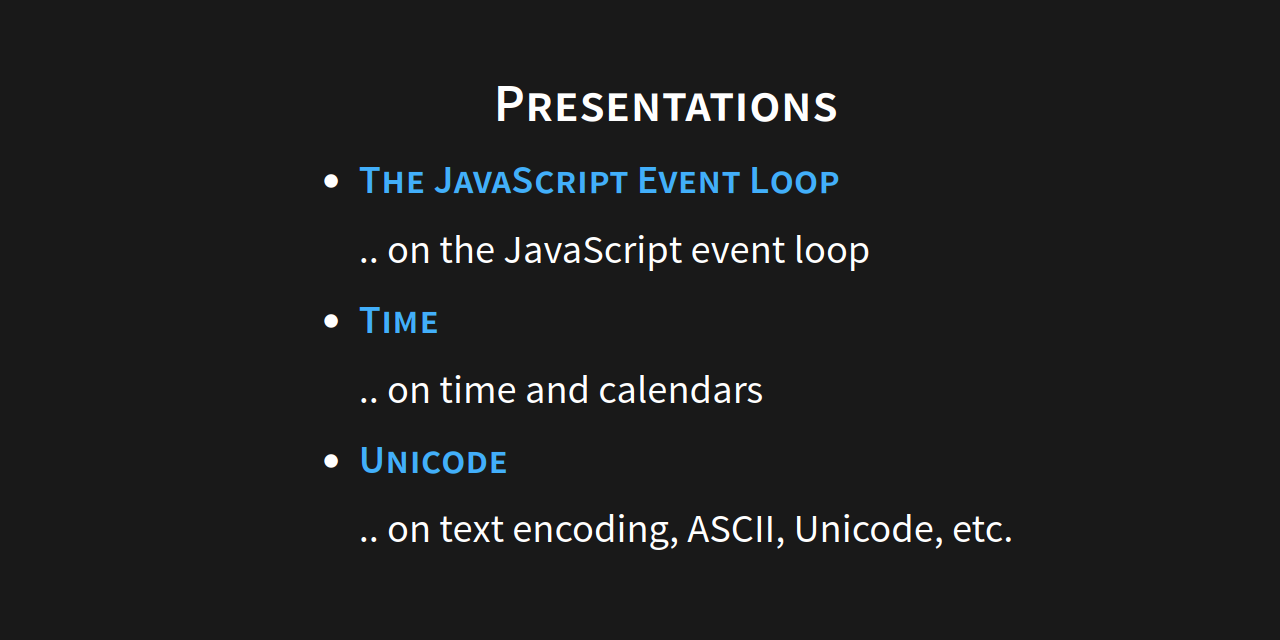 Presentations
• The JavaScript Event Loop
.. on the JavaScript event loop
• Time
.. on time and calendars
• Unicode
.. on text encoding, ASCII, Unicode, etc.